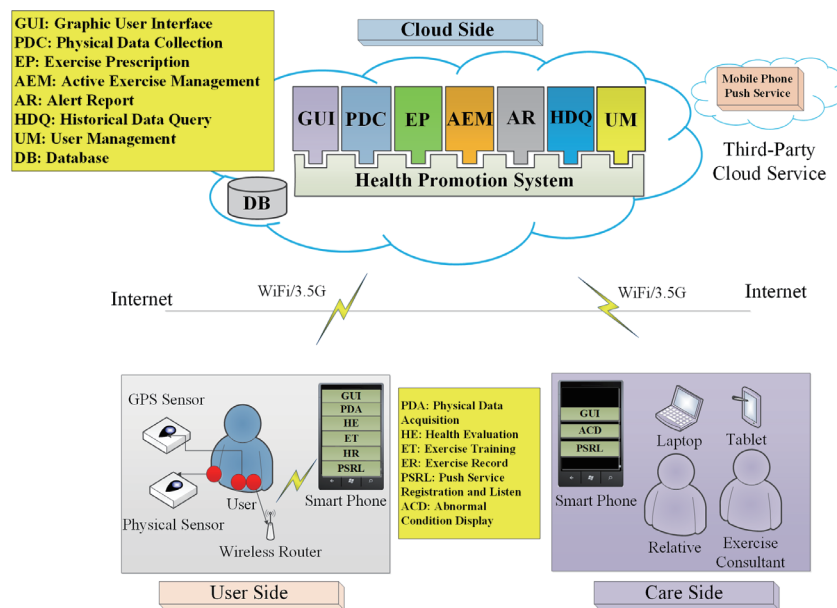 GUI: Graphic User Interface
PDC: Physical Data Collection
EP: Exercise Prescription
AEM: Active Exercise Management
AR: Alert Report
HDQ: Historical Data Query
UM: User Management
DB: Database
Cloud Side
GUI
PDC
EP
AEM
AR
HDQ
UM
Health Promotion System
DB
Mobile Phone
Push Service
Third-Party
Cloud Service
Internet
WiFi/3.5G
WiFi/3.5G
Internet
GPS Sensor
Physical Sensor
User
Wireless Router
GUI
PDA
HE
ET
HR
PSRL
Smart Phone
User Side
PDA: Physical Data
Acquisition
HE: Health Evaluation
ET: Exercise Training
ER: Exercise Record
PSRL: Push Service
Registration and Listen
ACD: Abnormal
Condition Display
GUI
ACD
PSRL
Smart Phone
Laptop
Tablet
Relative
Exercise
Consultant
Care Side